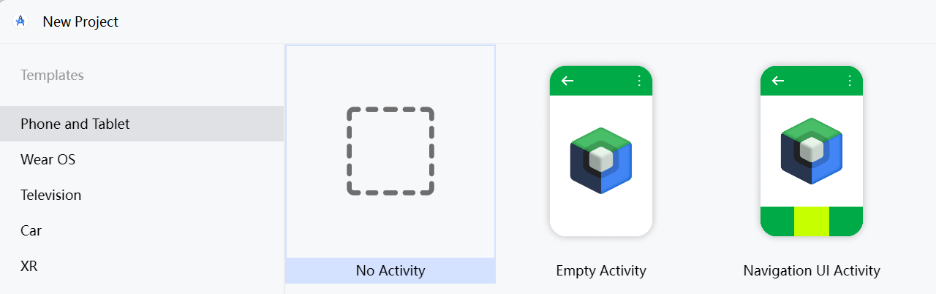 New Project
Templates
Phone and Tablet
Wear OS
Television
Car
XR
No Activity
Empty Activity
Navigation UI Activity